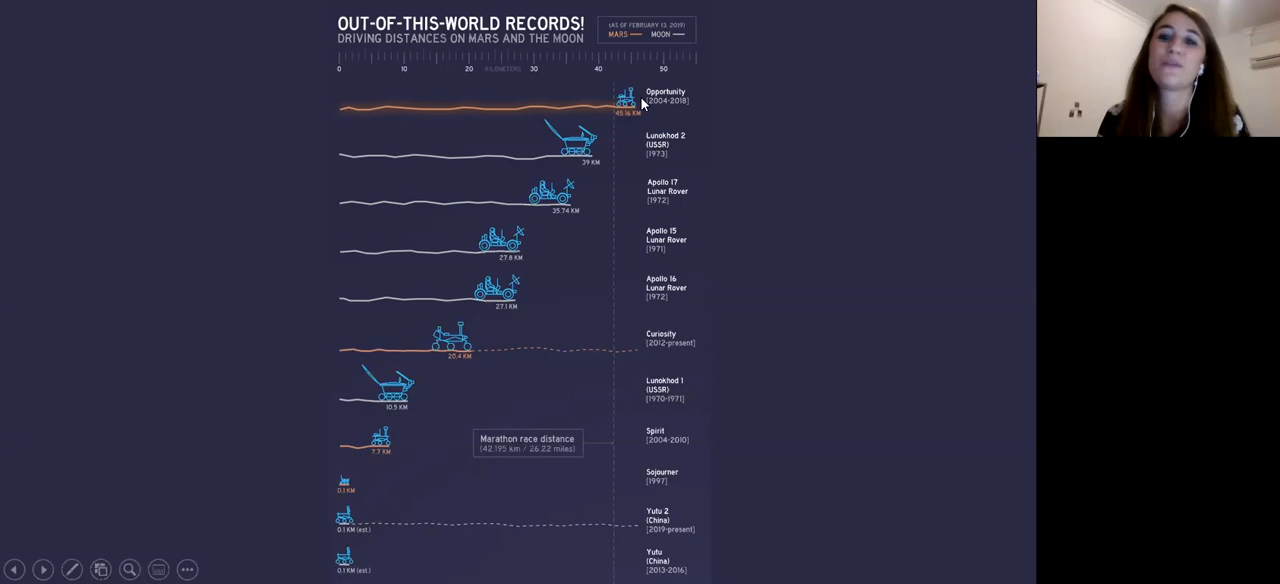 OUT-OF-THIS-WORLD RECORDS!
DRIVING DISTANCES ON MARS AND THE MOON
(AS OF FEBRUARY 13, 2019)
MARS MOON
0 10 20 KILOMETERS 30 40 50
Opportunity
[2004-2018]
45.16 KM
Lunokhod 2
(USSR)
[1973]
39 KM
Apollo 17
Lunar Rover
[1972]
35.74 KM
Apollo 15
Lunar Rover
[1971]
27.8 KM
Apollo 16
Lunar Rover
[1972]
27.1 KM
Curiosity
[2012-present]
20.4 KM
Lunokhod 1
(USSR)
[1970-1971]
10.5 KM
Spirit
[2004-2010]
7.7 KM
Marathon race distance
(42.195 km / 26.22 miles)
Sojourner
[1997]
0.1 KM
Yutu 2
(China)
[2019-present]
0.1 KM (est.)
Yutu
(China)
[2013-2016]
0.1 KM (est.)